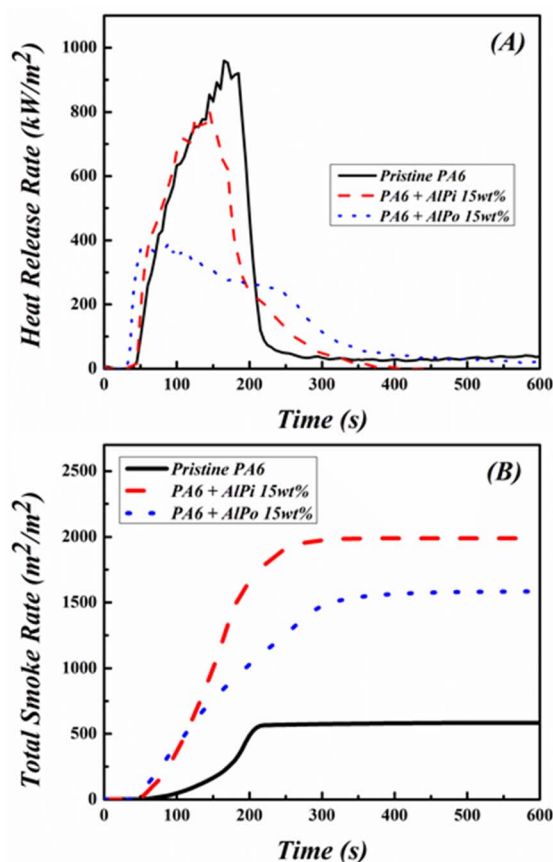 (A)
Heat Release Rate (kW/m²)
1000
800
600
400
200
0
Pristine PA6
PA6 + AlPi 15wt%
PA6 + AlPo 15wt%
0 100 200 300 400 500 600
Time (s)
(B)
Total Smoke Rate (m²/m²)
2500
2000
1500
1000
500
0
Pristine PA6
PA6 + AlPi 15wt%
PA6 + AlPo 15wt%
0 100 200 300 400 500 600
Time (s)